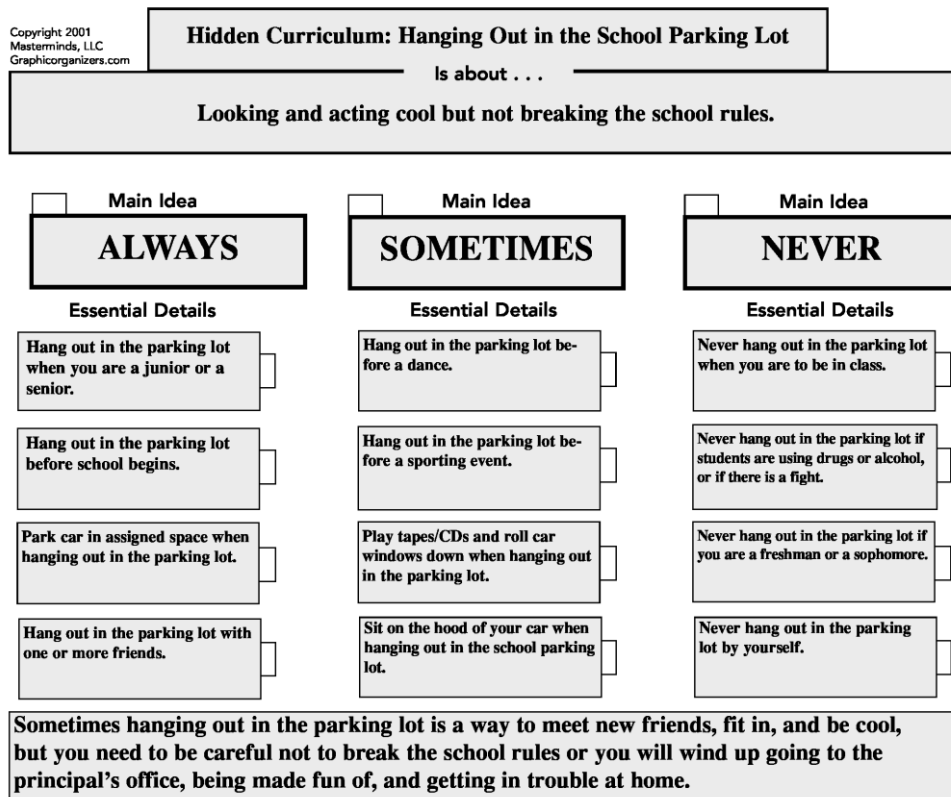 Copyright 2001
Masterminds, LLC
Graphicorganizers.com
Hidden Curriculum: Hanging Out in the School Parking Lot
Is about . . .
Looking and acting cool but not breaking the school rules.
Main Idea
ALWAYS
Essential Details
Hang out in the parking lot
when you are a junior or a
senior.
Hang out in the parking lot
before school begins.
Park car in assigned space when
hanging out in the parking lot.
Hang out in the parking lot with
one or more friends.
Main Idea
SOMETIMES
Essential Details
Hang out in the parking lot be-
fore a dance.
Hang out in the parking lot be-
fore a sporting event.
Play tapes/CDs and roll car
windows down when hanging out
in the parking lot.
Sit on the hood of your car when
hanging out in the school parking
lot.
Main Idea
NEVER
Essential Details
Never hang out in the parking lot
when you are to be in class.
Never hang out in the parking lot if
students are using drugs or alcohol,
or if there is a fight.
Never hang out in the parking lot if
you are a freshman or a sophomore.
Never hang out in the parking
lot by yourself.
Sometimes hanging out in the parking lot is a way to meet new friends, fit in, and be cool,
but you need to be careful not to break the school rules or you will wind up going to the
principal's office, being made fun of, and getting in trouble at home.